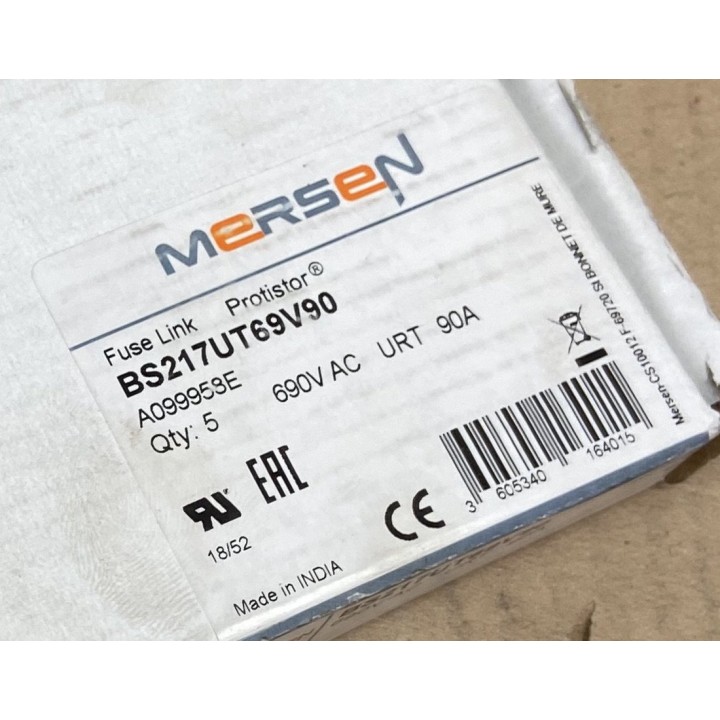 MERSEN
Fuse Link Protistor®
BS217UT69V90
A099953E 690V AC URT 90A
Qty: 5
EAC
CE
18/52
3 605340 164015
Made in INDIA
Mersen-CS10012 F-69720 St BONNET DE MURE